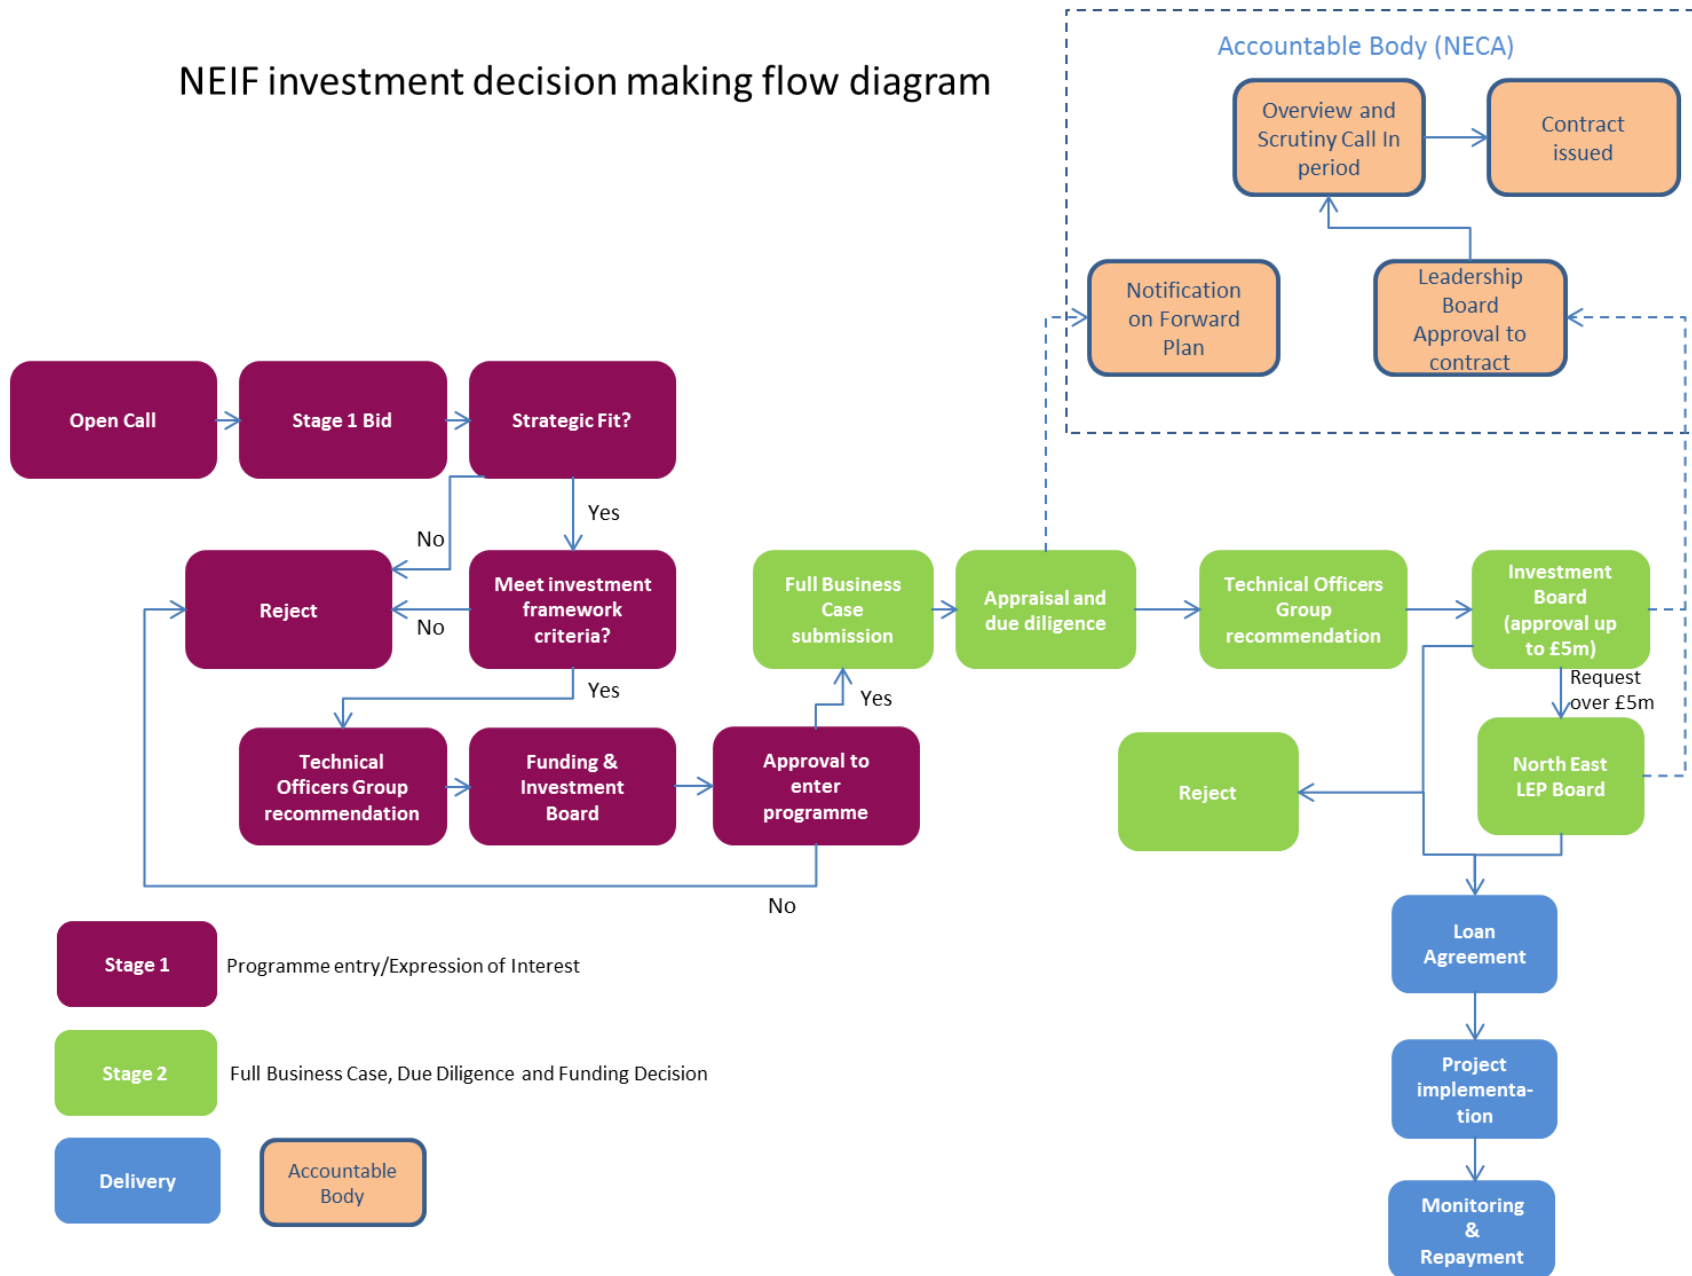 NEIF investment decision making flow diagram
Accountable Body (NECA)
Overview and
Scrutiny Call In
period
Contract
issued
Notification
on Forward
Plan
Leadership
Board
Approval to
contract
Open Call
Stage 1 Bid
Strategic Fit?
No
Yes
Reject
Meet investment
framework
criteria?
No
Yes
Full Business
Case
submission
Appraisal and
due diligence
Technical Officers
Group
recommendation
Investment
Board
(approval up
to £5m)
Request
over £5m
Technical
Officers Group
recommendation
Funding &
Investment
Board
Approval to
enter
programme
Yes
No
Reject
North East
LEP Board
Loan
Agreement
Project
implementa-
tion
Monitoring
&
Repayment
Stage 1
Programme entry/Expression of Interest
Stage 2
Full Business Case, Due Diligence and Funding Decision
Delivery
Accountable
Body